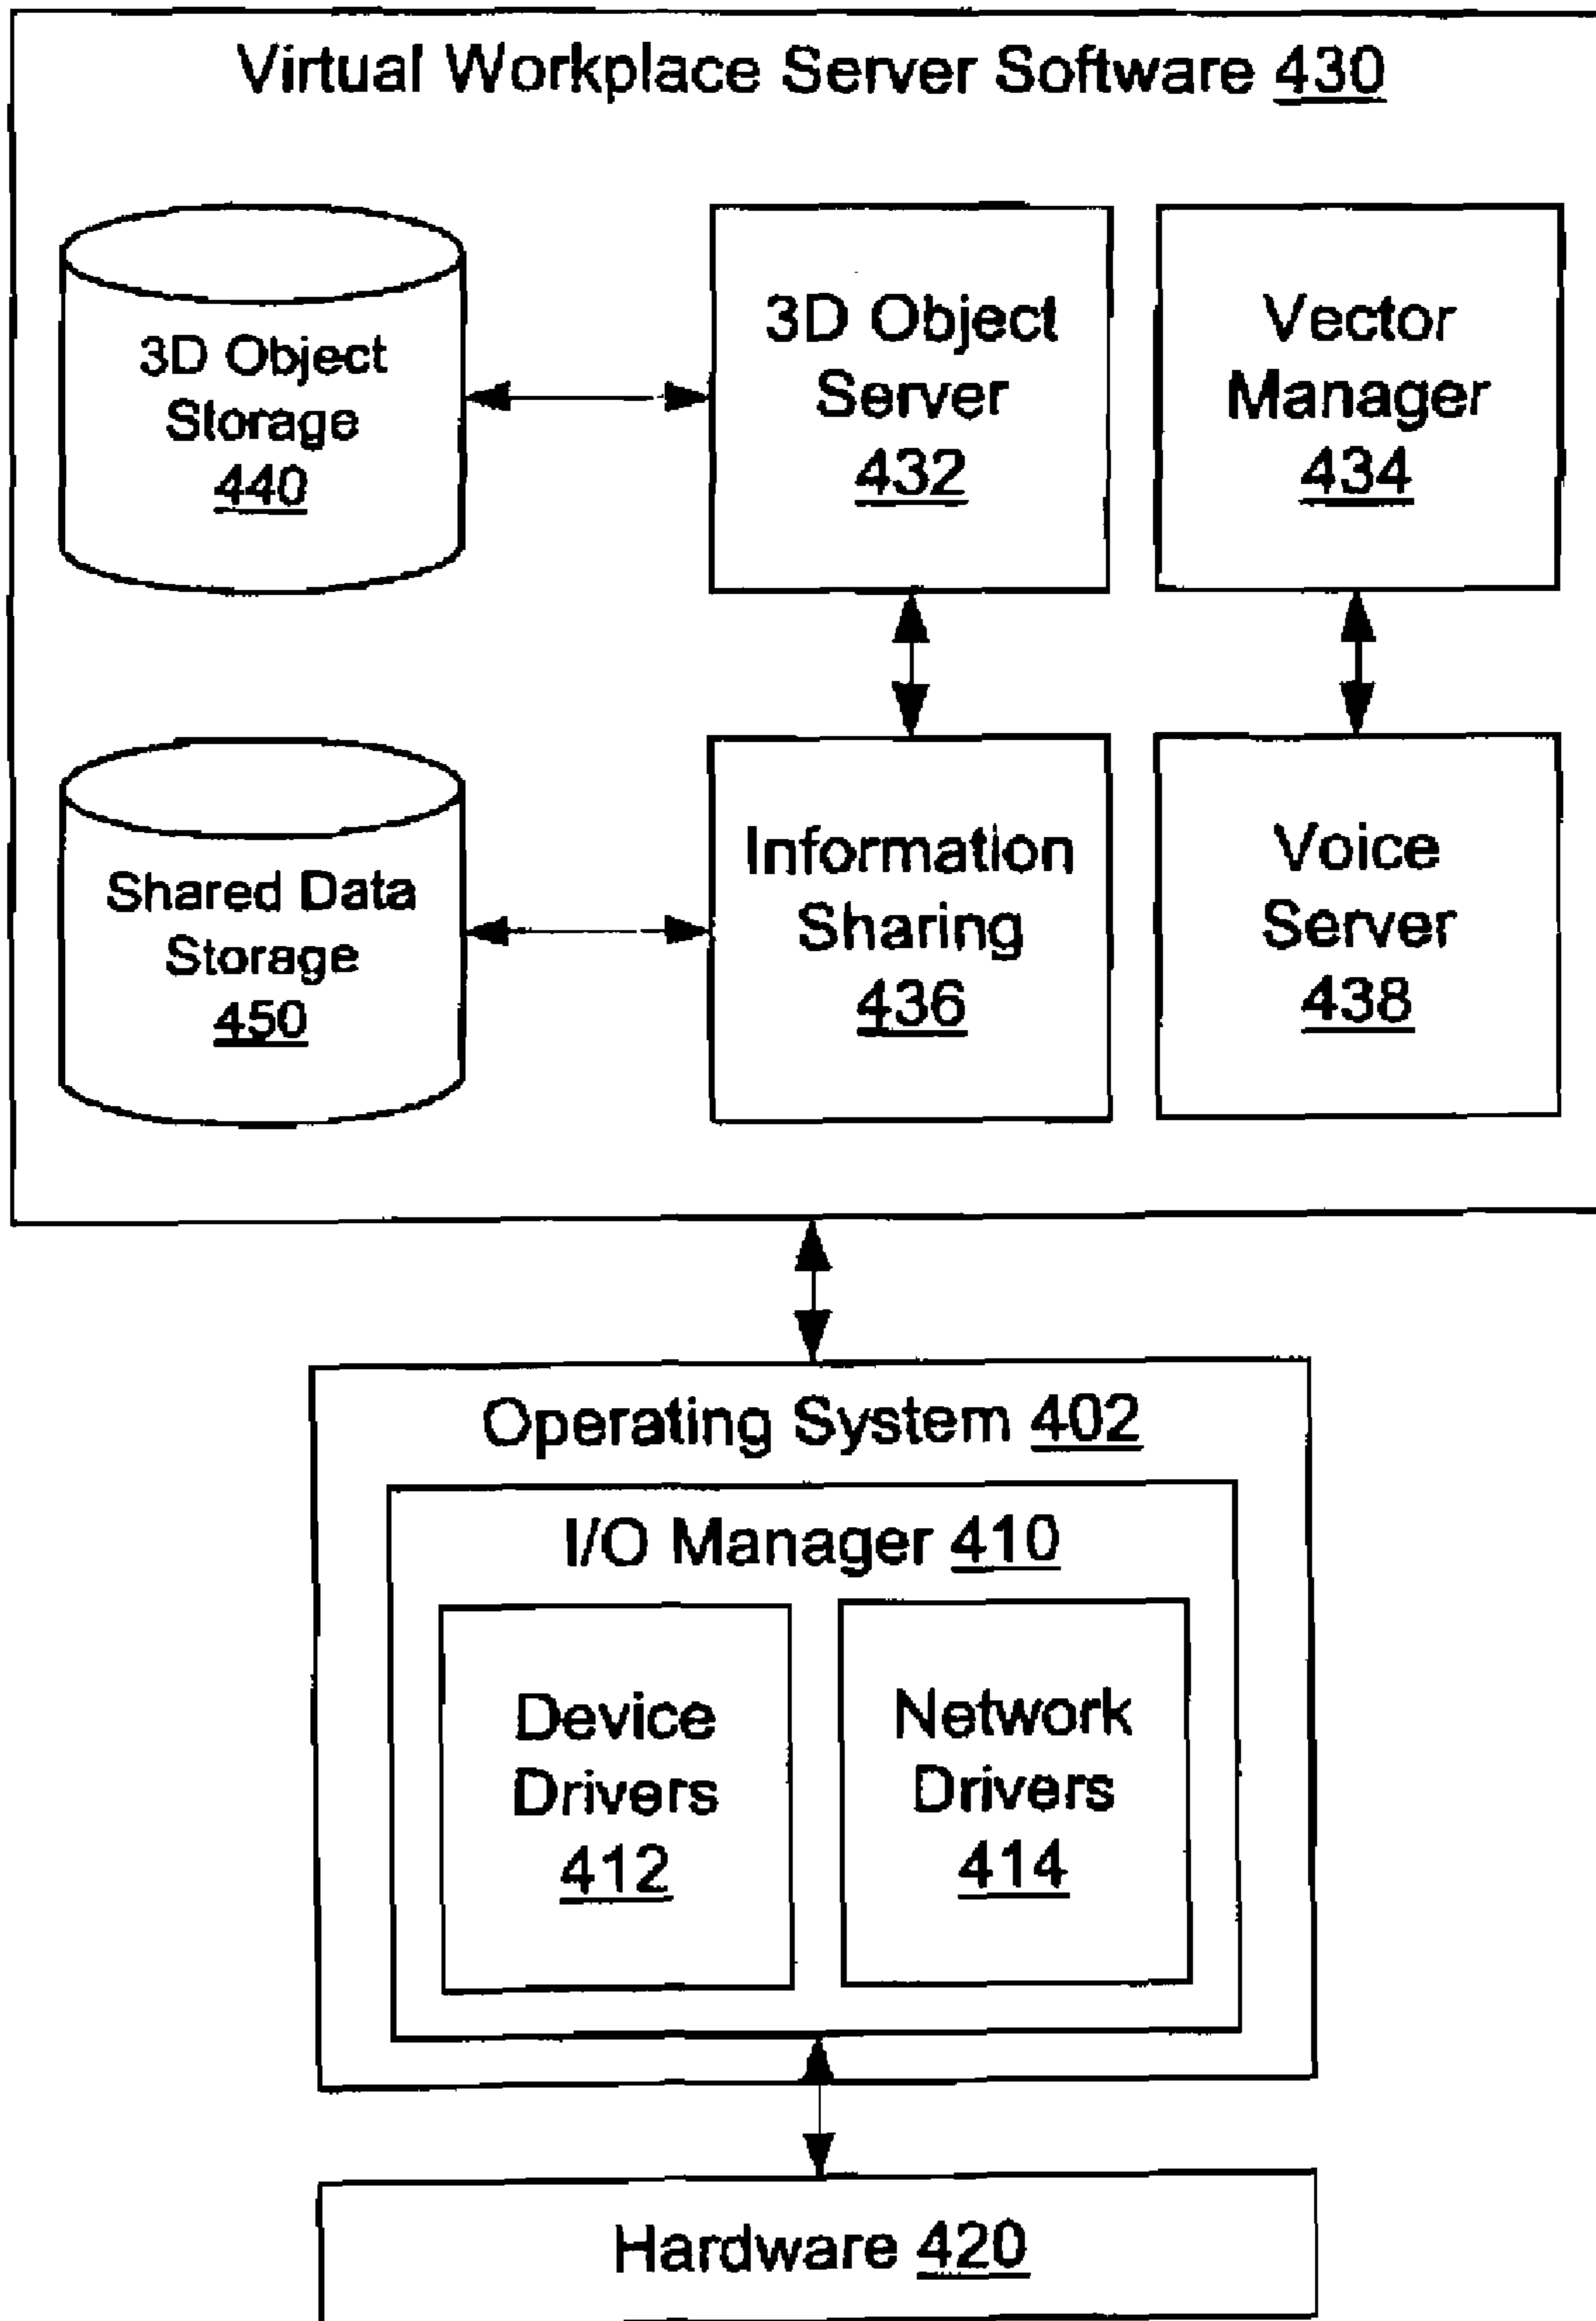 Virtual Workplace Server Software 430
3D Object
Storage
440
3D Object
Server
432
Vector
Manager
434
Shared Data
Storage
450
Information
Sharing
436
Voice
Server
438
Operating System 402
I/O Manager 410
Device
Drivers
412
Network
Drivers
414
Hardware 420